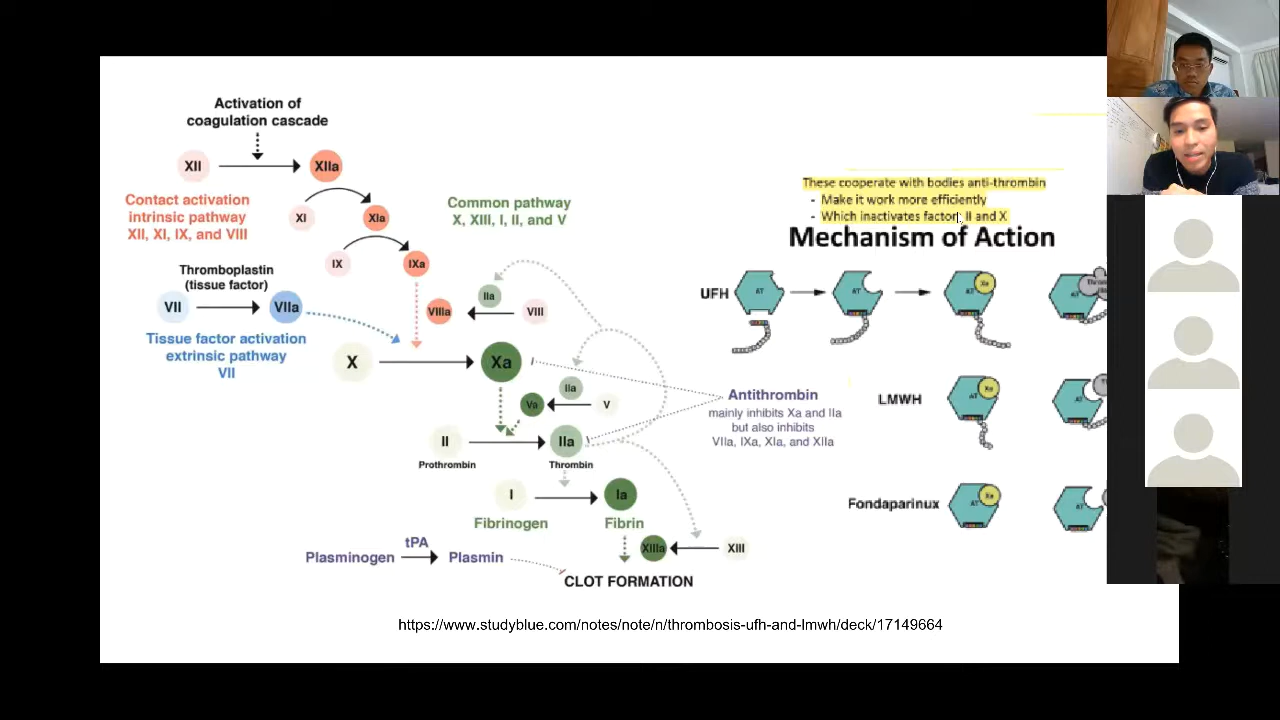 Activation of
coagulation cascade
XII
XIIa
Contact activation
intrinsic pathway
XII, XI, IX, and VIII
XI
XIa
IX
IXa
Common pathway
X, XIII, I, II, and V
Thromboplastin
(tissue factor)
VII
VIIa
Tissue factor activation
extrinsic pathway
VII
VIIIa
IIa
VIII
X
Xa
Va
IIa
V
II
IIa
Prothrombin
Thrombin
I
Ia
Fibrinogen
Fibrin
Plasminogen
tPA
Plasmin
XIIIa
XIII
CLOT FORMATION
Antithrombin
mainly inhibits Xa and IIa
but also inhibits
VIIa, IXa, XIa, and XIIa
These cooperate with bodies anti-thrombin
- Make it work more efficiently
- Which inactivates factor II and X
Mechanism of Action
UFH
AT
AT
AT
Xa
AT
LMWH
AT
Xa
AT
Fondaparinux
AT
Xa
AT
https://www.studyblue.com/notes/note/n/thrombosis-ufh-and-lmwh/deck/17149664